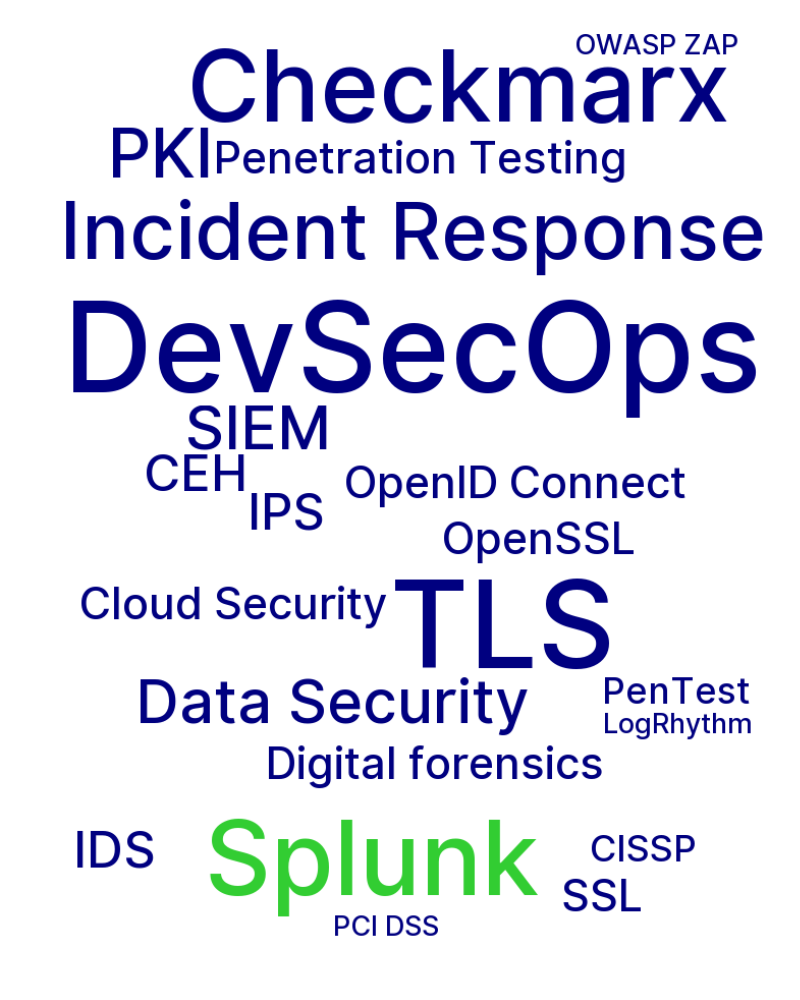 OWASP ZAP
Checkmarx
PKI
Penetration Testing
Incident Response
DevSecOps
SIEM
CEH
OpenID Connect
IPS
OpenSSL
Cloud Security
TLS
Data Security
PenTest
LogRhythm
Digital forensics
Splunk
IDS
CISSP
SSL
PCI DSS